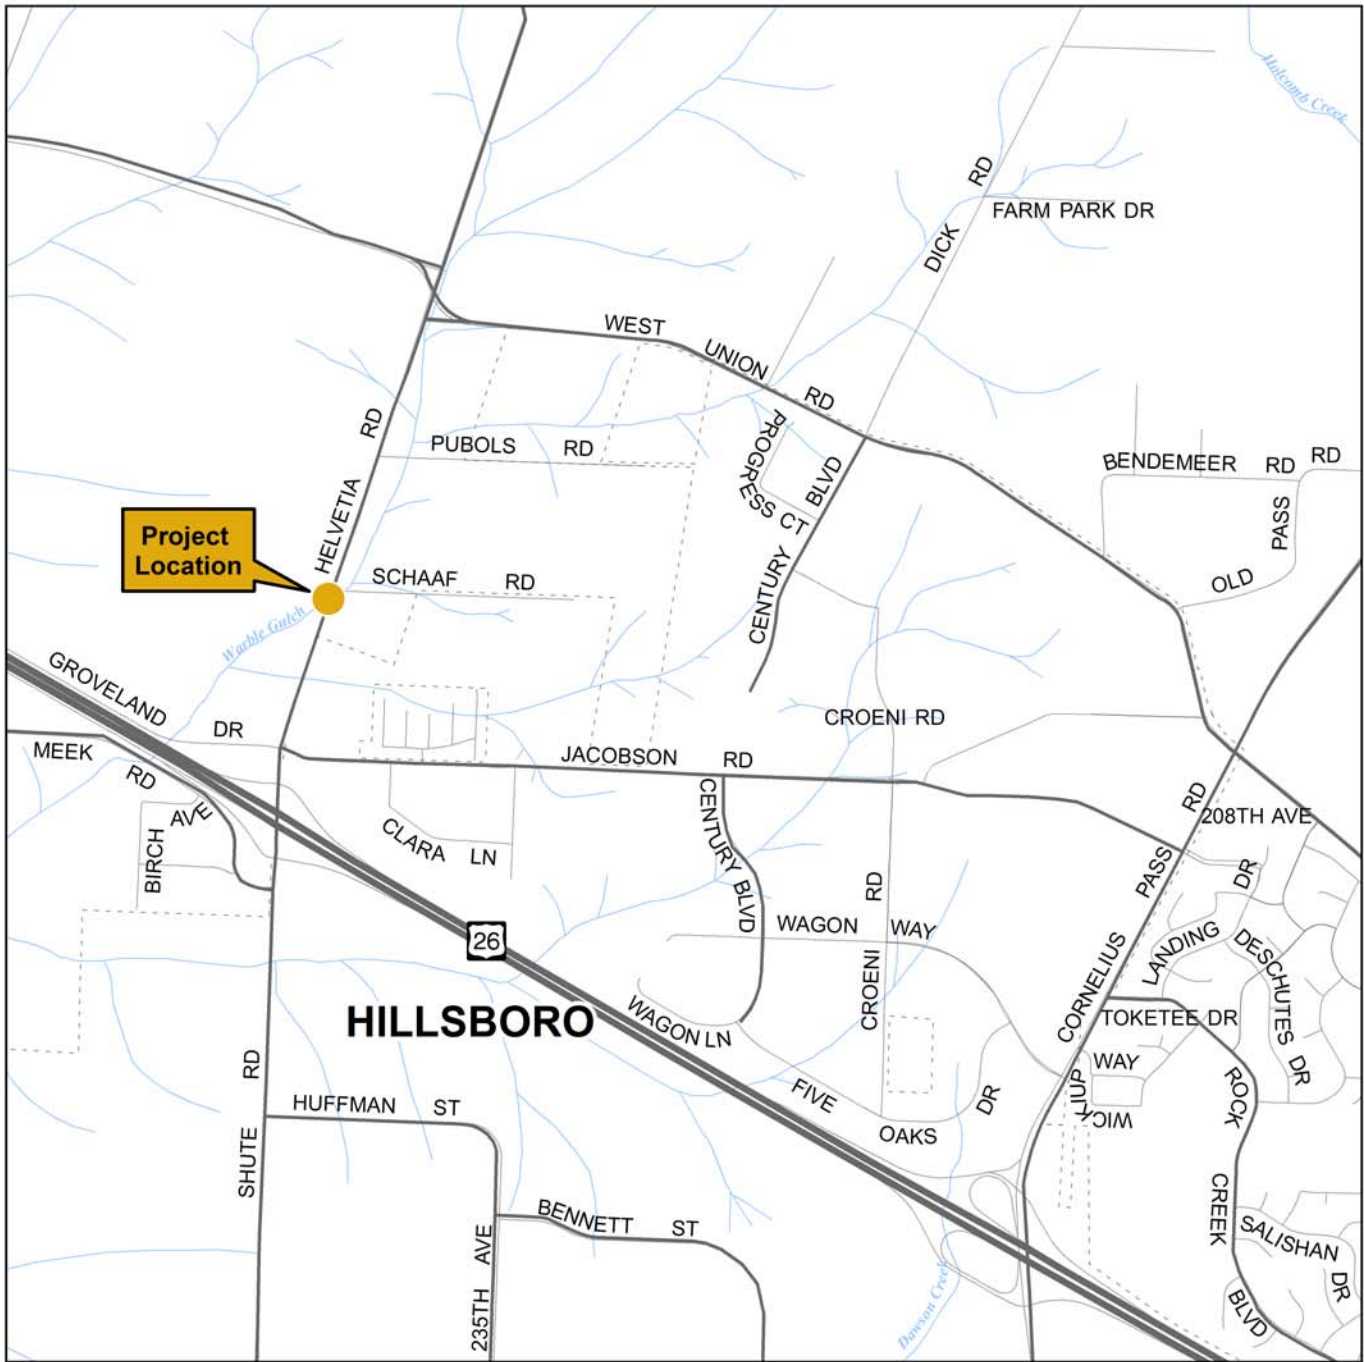 Holcomb Creek
RD
DICK
FARM PARK DR
WEST
UNION
RD
HELVETIA
RD
PUBOLS RD
PROGRESS CT
CENTURY
BLVD
BENDEMEER RD
RD
PASS
OLD
Project
Location
SCHAAF RD
Warble Gulch
GROVELAND
DR
CROENI RD
MEEK
RD
JACOBSON RD
BIRCH
AVE
CLARA LN
CENTURY BLVD
208TH AVE
CORNELIUS
PASS
RD
DR
LANDING
DESCHUTES DR
WAGON WAY
CROENI
RD
26
HILLSBORO
WAGON LN
TOKETEE DR
WAY
WICK
UP
ROCK
CREEK
BLVD
FIVE
OAKS
DR
SHUTE
RD
HUFFMAN ST
BENNETT ST
235TH AVE
SALISHAN
DR
Dawson Creek